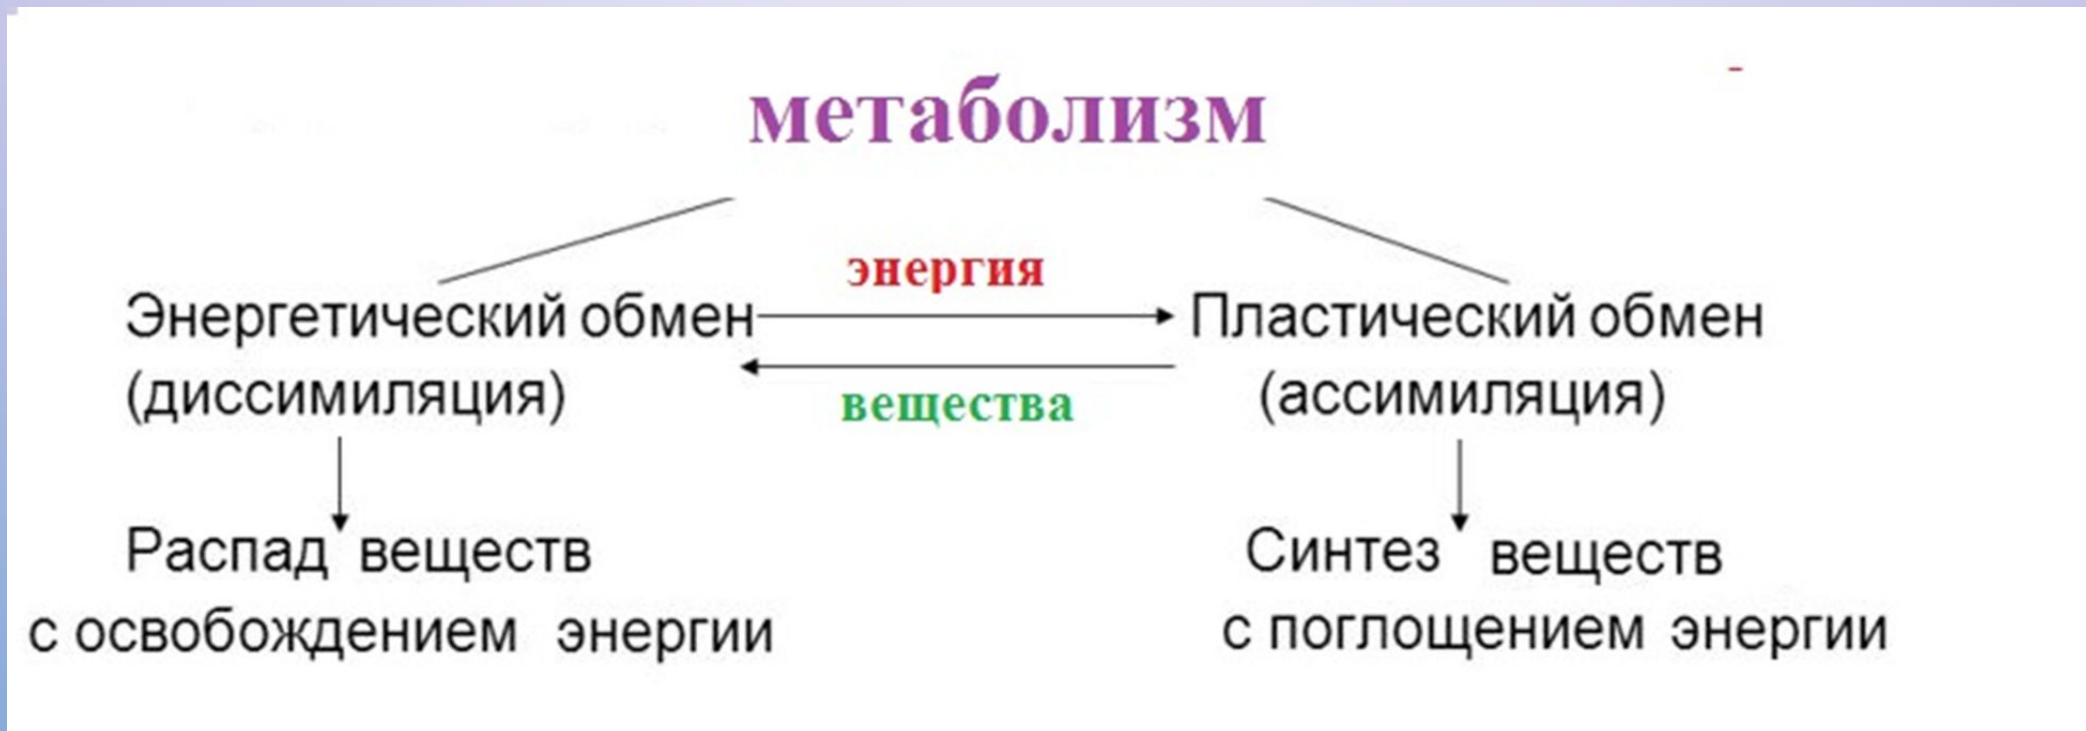 метаболизм
энергия
Энергетический обмен
Пластический обмен
вещества
(диссимиляция)
(ассимиляция)
Распад веществ
Синтез веществ
с освобождением энергии
с поглощением энергии